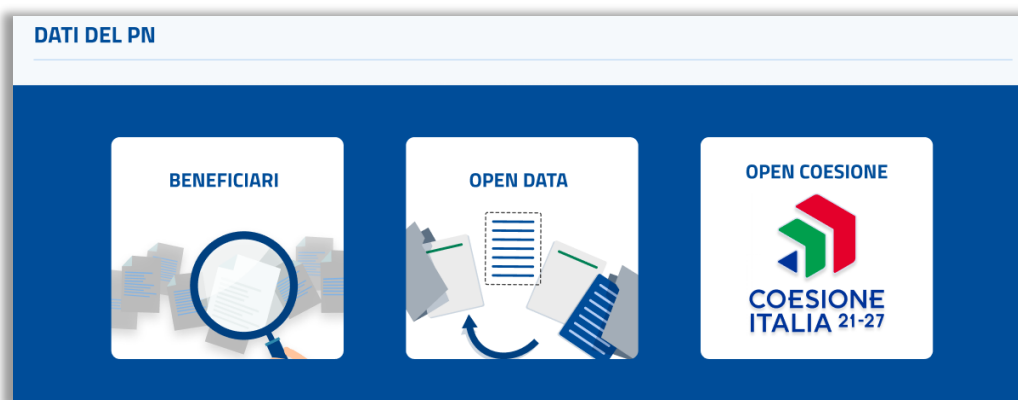 DATI DEL PN
BENEFICIARI
OPEN DATA
OPEN COESIONE
COESIONE
ITALIA 21-27